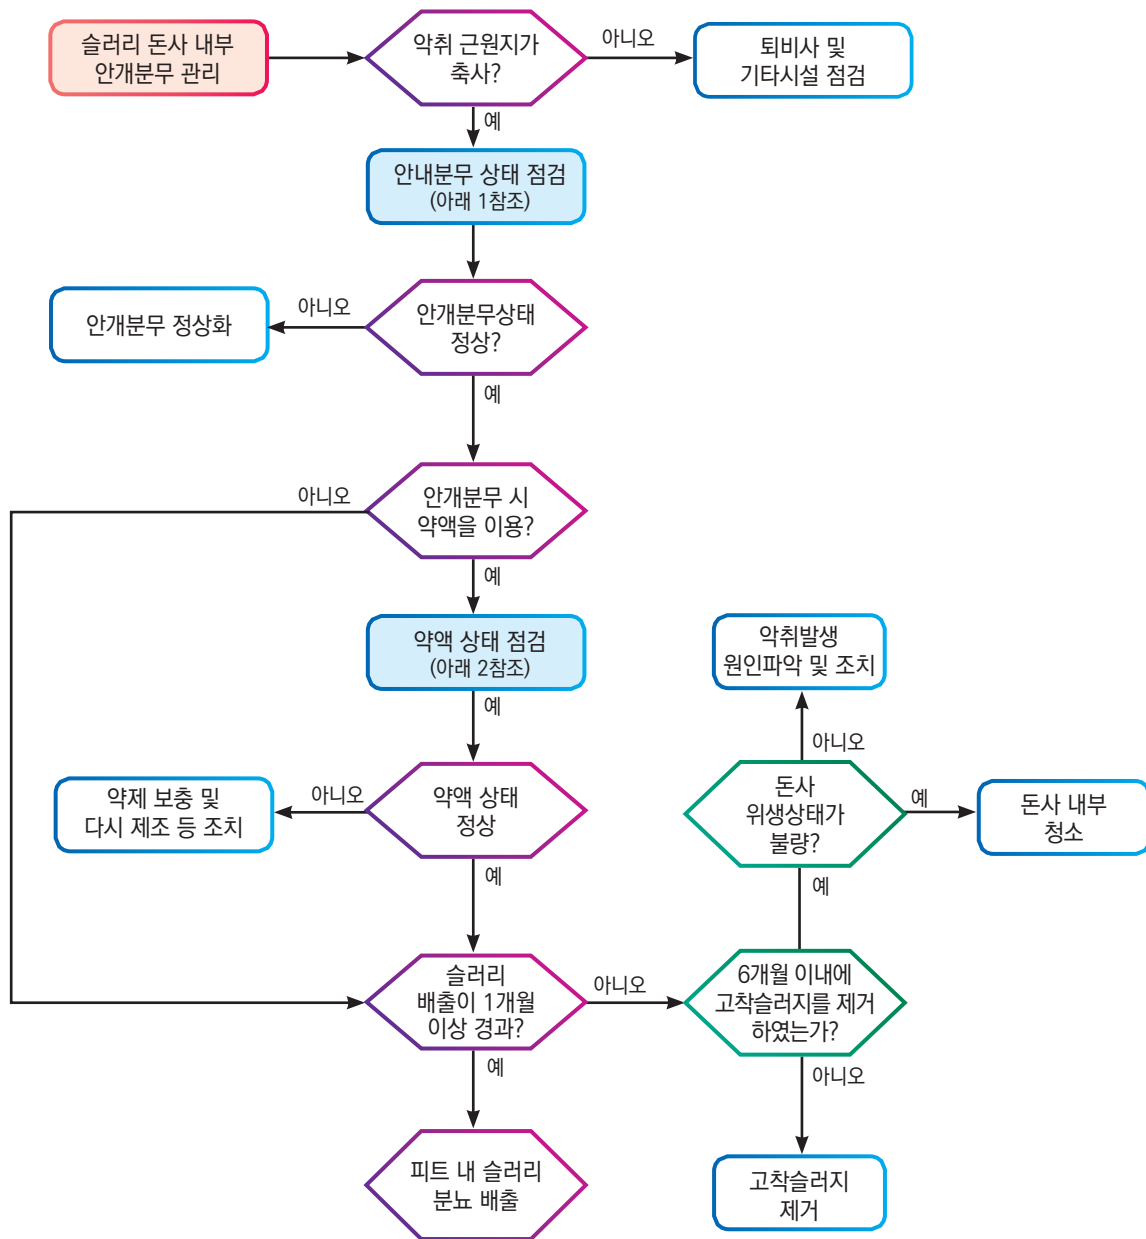 슬러리 돈사 내부
안개분무 관리
악취 근원지가
축사?
아니오
퇴비사 및
기타시설 점검
예
안내분무 상태 점검
(아래 1참조)
안개분무 정상화
아니오
안개분무상태
정상?
예
아니오
안개분무 시
약액을 이용?
예
약액 상태 점검
(아래 2참조)
예
악취발생
원인파악 및 조치
아니오
약제 보충 및
다시 제조 등 조치
아니오
약액 상태
정상
돈사
위생상태가
불량?
예
돈사 내부
청소
예
예
슬러리
배출이 1개월
이상 경과?
아니오
6개월 이내에
고착슬러지를 제거
하였는가?
예
아니오
피트 내 슬러리
분뇨 배출
고착슬러지
제거